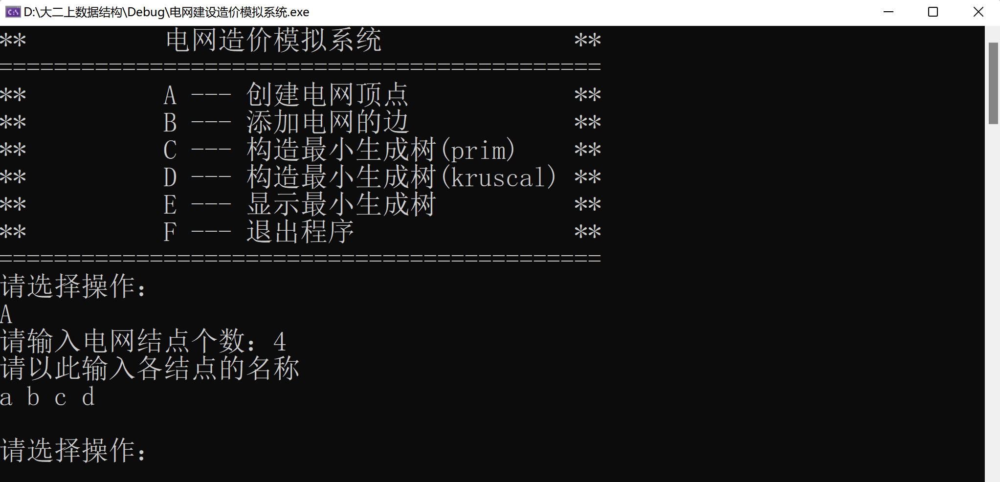 D:\大二上数据结构\Debug\电网建设造价模拟系统.exe
** 电网造价模拟系统 **
============================================
** A --- 创建电网顶点 **
** B --- 添加电网的边 **
** C --- 构造最小生成树(prim) **
** D --- 构造最小生成树(kruscal) **
** E --- 显示最小生成树 **
** F --- 退出程序 **
============================================
请选择操作：
A
请输入电网结点个数：4
请以此输入各结点的名称
a b c d
请选择操作：